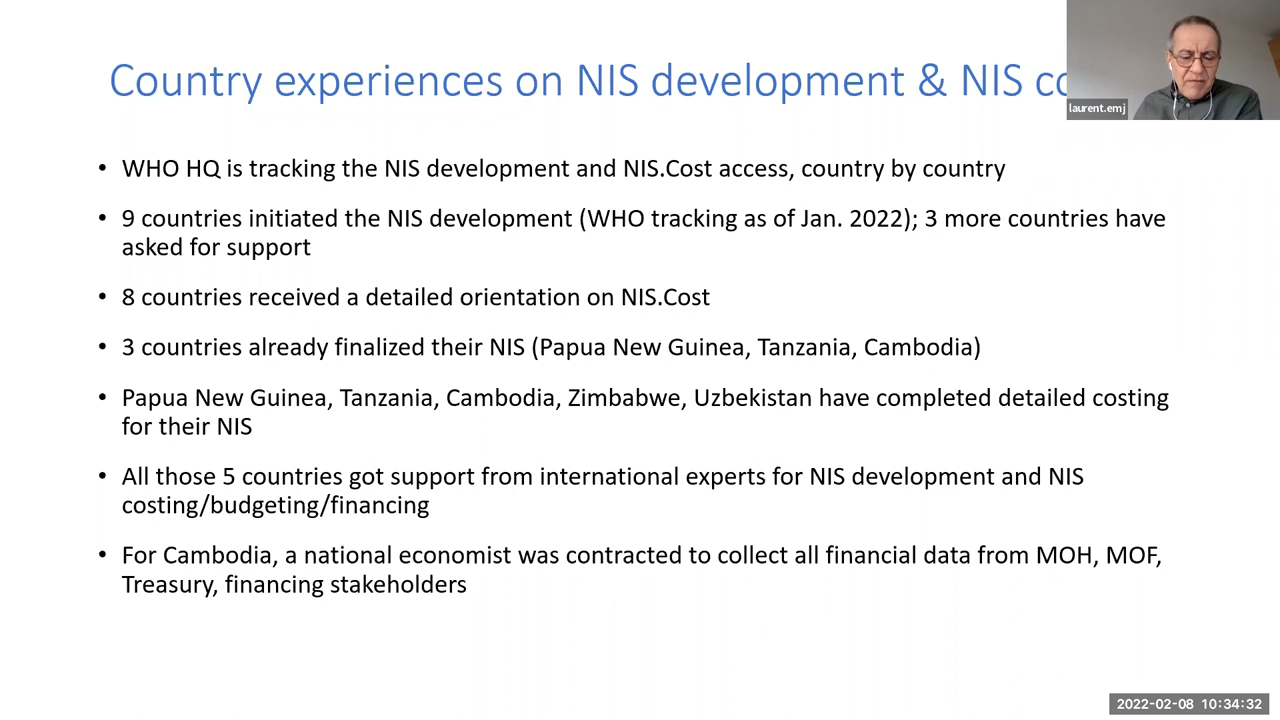 Country experiences on NIS development & NIS
laurent.emj
• WHO HQ is tracking the NIS development and NIS.Cost access, country by country
• 9 countries initiated the NIS development (WHO tracking as of Jan. 2022); 3 more countries have
asked for support
• 8 countries received a detailed orientation on NIS.Cost
• 3 countries already finalized their NIS (Papua New Guinea, Tanzania, Cambodia)
• Papua New Guinea, Tanzania, Cambodia, Zimbabwe, Uzbekistan have completed detailed costing
for their NIS
• All those 5 countries got support from international experts for NIS development and NIS
costing/budgeting/financing
• For Cambodia, a national economist was contracted to collect all financial data from MOH, MOF,
Treasury, financing stakeholders
2022-02-08 10:34:32